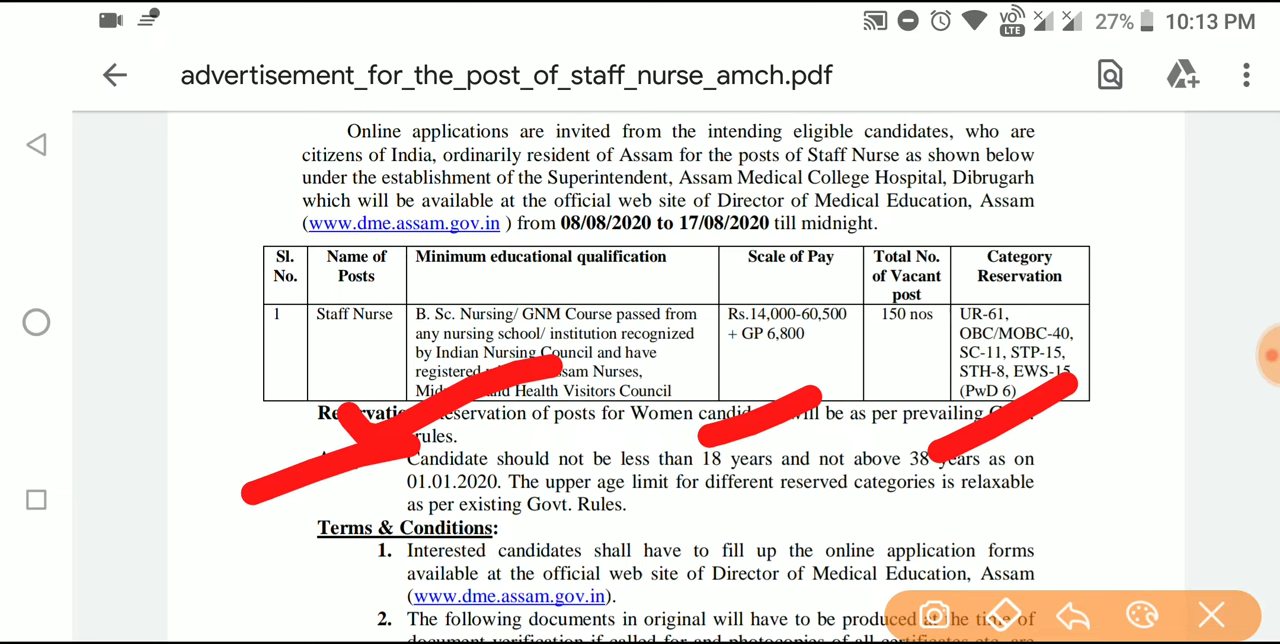 VO LTE 27% 10:13 PM
advertisement_for_the_post_of_staff_nurse_amch.pdf
Online applications are invited from the intending eligible candidates, who are
citizens of India, ordinarily resident of Assam for the posts of Staff Nurse as shown below
under the establishment of the Superintendent, Assam Medical College Hospital, Dibrugarh
which will be available at the official web site of Director of Medical Education, Assam
(www.dme.assam.gov.in ) from 08/08/2020 to 17/08/2020 till midnight.
Sl. No.
Name of Posts
Minimum educational qualification
Scale of Pay
Total No. of Vacant post
Category Reservation
1
Staff Nurse
B. Sc. Nursing/ GNM Course passed from
any nursing school/ institution recognized
by Indian Nursing Council and have
registered Nurses,
and Health Visitors Council
Rs.14,000-60,500
+ GP 6,800
150 nos
UR-61,
OBC/MOBC-40,
SC-11, STP-15,
STH-8, EWS-15
(PwD 6)
reservation of posts for Women will be as per prevailing
rules.
Candidate should not be less than 18 years and not above 38 years as on
01.01.2020. The upper age limit for different reserved categories is relaxable
as per existing Govt. Rules.
Terms & Conditions:
1. Interested candidates shall have to fill up the online application forms
available at the official web site of Director of Medical Education, Assam
(www.dme.assam.gov.in).
2. The following documents in original will have to be produced at the time of